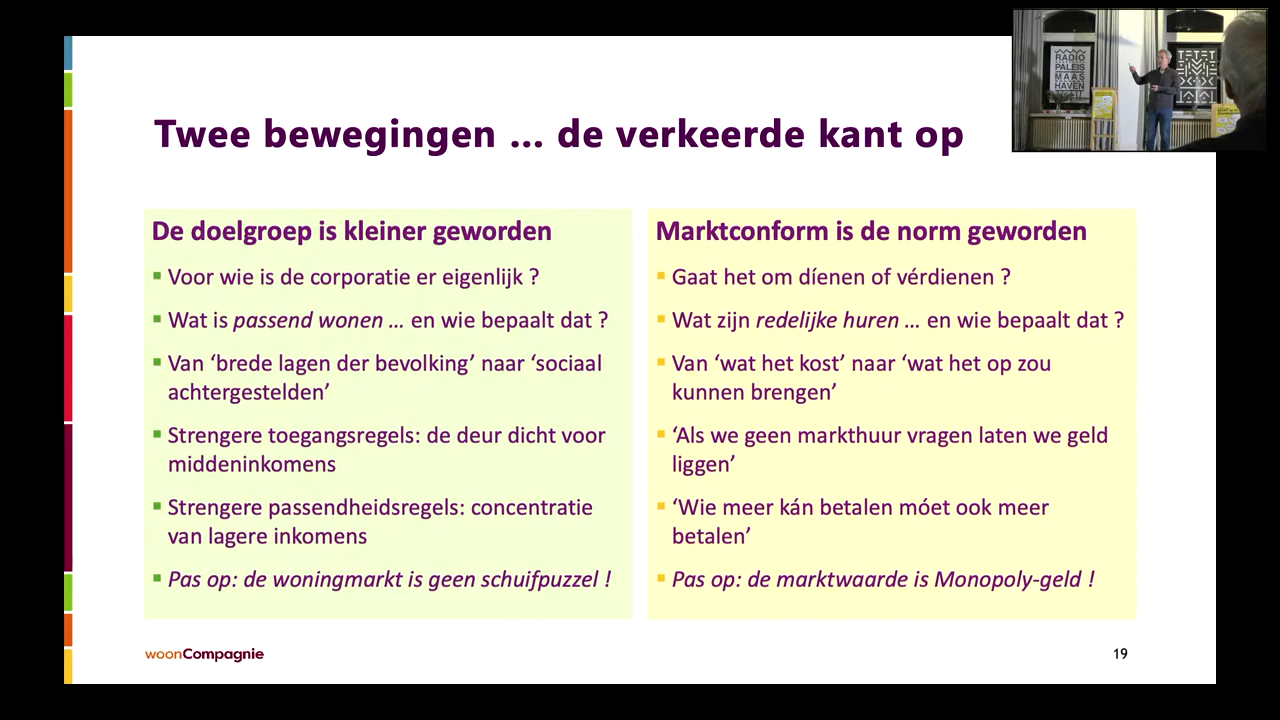 Twee bewegingen ... de verkeerde kant op
De doelgroep is kleiner geworden
Voor wie is de corporatie er eigenlijk ?
Wat is passend wonen ... en wie bepaalt dat ?
Van ‘brede lagen der bevolking’ naar ‘sociaal
achtergestelden’
Strengere toegangsregels: de deur dicht voor
middeninkomens
Strengere passendheidsregels: concentratie
van lagere inkomens
Pas op: de woningmarkt is geen schuifpuzzel !
Marktconform is de norm geworden
Gaat het om díenen of vérdienen ?
Wat zijn redelijke huren ... en wie bepaalt dat ?
Van ‘wat het kost’ naar ‘wat het op zou
kunnen brengen’
‘Als we geen markthuur vragen laten we geld
liggen’
‘Wie meer kán betalen móet ook meer
betalen’
Pas op: de marktwaarde is Monopoly-geld !
woonCompagnie
19
RADIO
PALEIS
MAAS
HAVEN